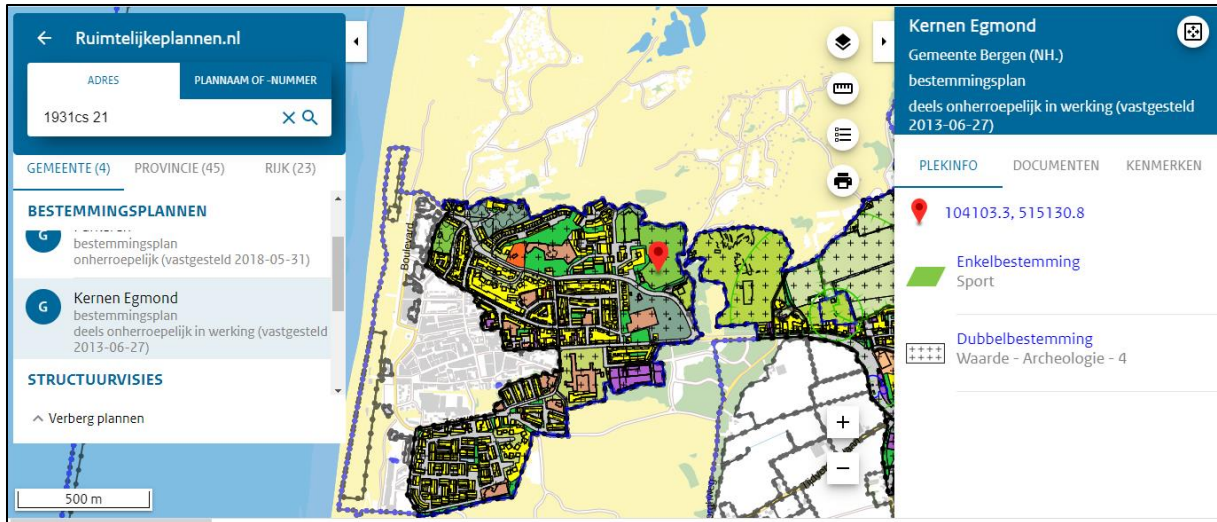 Ruimtelijkeplannen.nl
ADRES
PLANNAAM OF -NUMMER
1931cs 21
GEMEENTE (4)
PROVINCIE (45)
RIJK (23)
BESTEMMINGSPLANNEN
G
bestemmingsplan
onherroepelijk (vastgesteld 2018-05-31)
G
Kernen Egmond
bestemmingsplan
deels onherroepelijk in werking (vastgesteld
2013-06-27)
STRUCTUURVISIES
Verberg plannen
500 m
Boulevard
+
−
Kernen Egmond
Gemeente Bergen (NH.)
bestemmingsplan
deels onherroepelijk in werking (vastgesteld
2013-06-27)
PLEKINFO
DOCUMENTEN
KENMERKEN
104103.3, 515130.8
Enkelbestemming
Sport
Dubbelbestemming
Waarde - Archeologie - 4